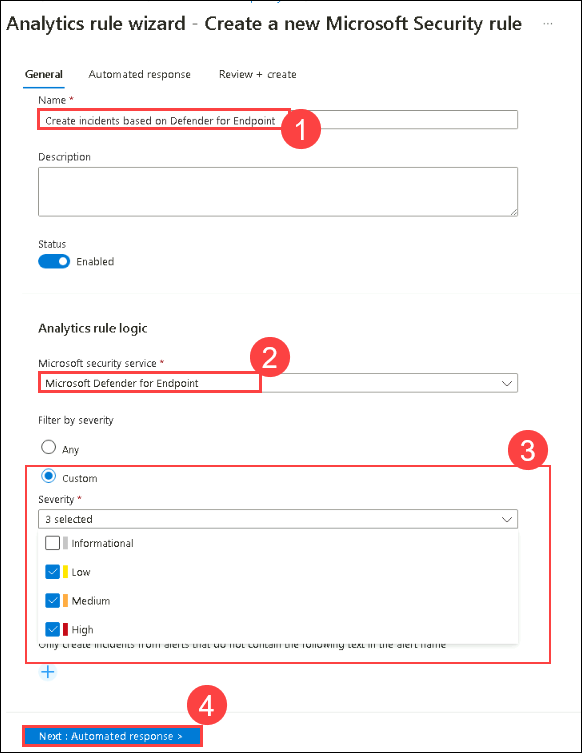 Analytics rule wizard - Create a new Microsoft Security rule ...
General Automated response Review + create
Name *
Create incidents based on Defender for Endpoint
1
Description
Status
Enabled
Analytics rule logic
2
Microsoft security service *
Microsoft Defender for Endpoint
Filter by severity
3
Any
Custom
Severity *
3 selected
Informational
Low
Medium
High
Only create incidents from alerts that do not contain the following text in the alert name
4
Next : Automated response >